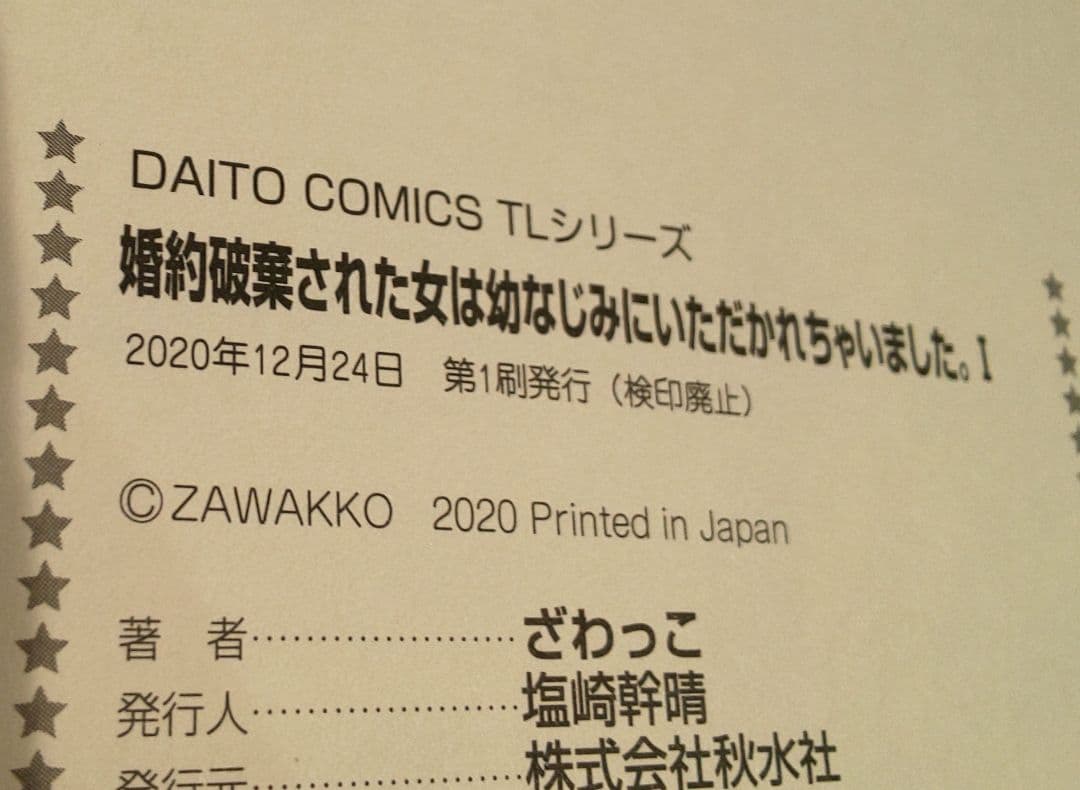 DAITO COMICS TLシリーズ
婚約破棄された女は幼なじみにいただかれちゃいました。I
2020年12月24日　第1刷発行（検印廃止）
©ZAWAKKO　2020 Printed in Japan
著　者…………………ざわっこ
発行人…………………塩崎幹晴
発行元…………………株式会社秋水社